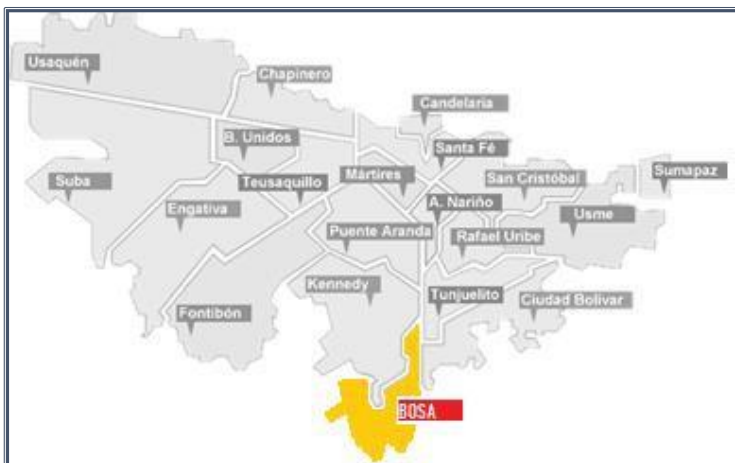 Usaquén
Chapinero
Candelaria
B. Unidos
Santa Fé
Suba
Teusaquillo
Mártires
San Cristóbal
Sumapaz
Engativa
A. Nariño
Usme
Puente Aranda
Rafael Uribe
Kennedy
Tunjuelito
Ciudad Bolivar
Fontibón
BOSA